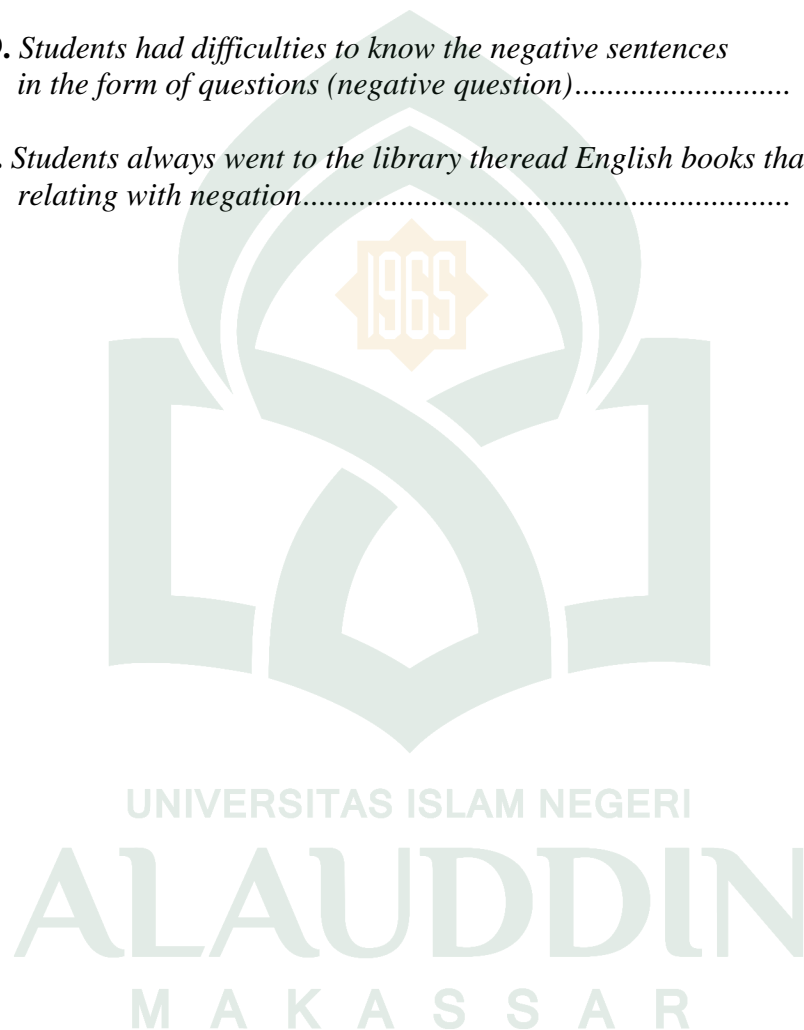 . Students had difficulties to know the negative sentences
in the form of questions (negative question)...........................
. Students always went to the library theread English books tha
relating with negation.............................................................
1965
UNIVERSITAS ISLAM NEGERI
ALAUDDIN
MAKASSAR